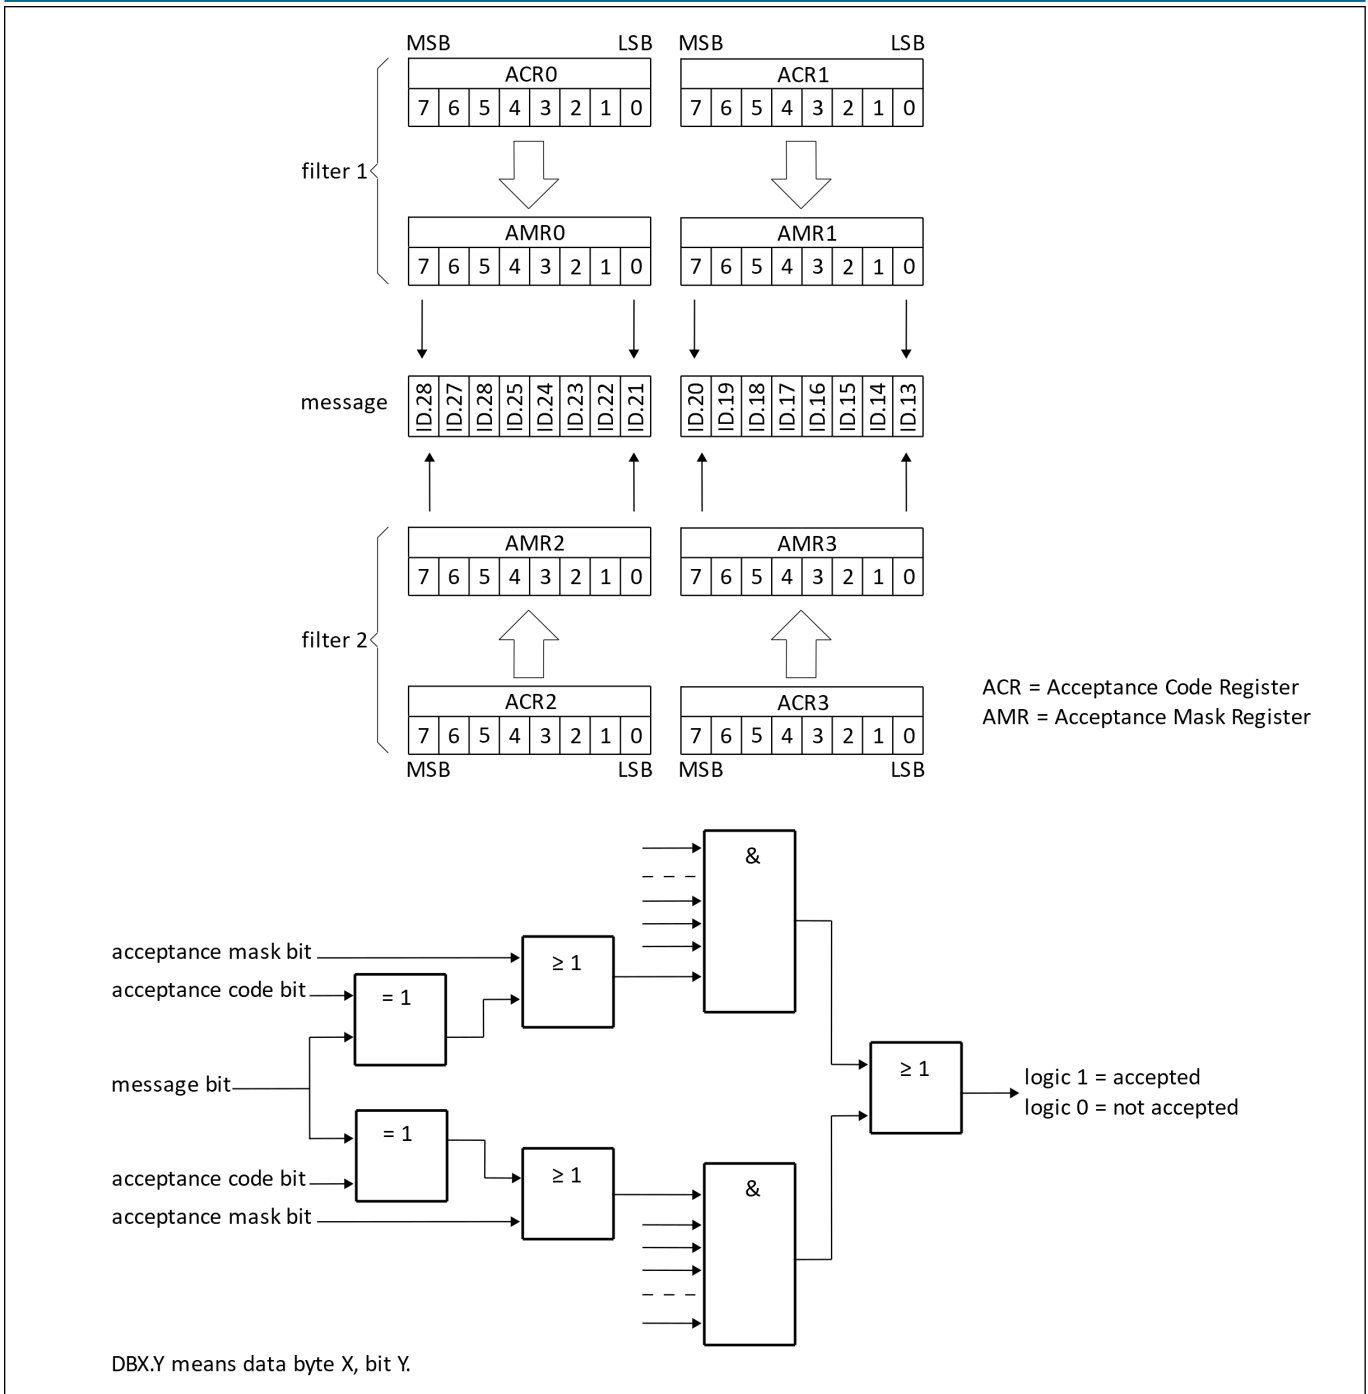 MSB LSB MSB LSB
ACR0 ACR1
7 6 5 4 3 2 1 0 7 6 5 4 3 2 1 0
filter 1
AMR0 AMR1
7 6 5 4 3 2 1 0 7 6 5 4 3 2 1 0
message
ID.28 ID.27 ID.28 ID.25 ID.24 ID.23 ID.22 ID.21 ID.20 ID.19 ID.18 ID.17 ID.16 ID.15 ID.14 ID.13
AMR2 AMR3
7 6 5 4 3 2 1 0 7 6 5 4 3 2 1 0
filter 2
ACR2 ACR3
7 6 5 4 3 2 1 0 7 6 5 4 3 2 1 0
MSB LSB MSB LSB
ACR = Acceptance Code Register
AMR = Acceptance Mask Register
&
acceptance mask bit
≥ 1
acceptance code bit
= 1
message bit
≥ 1
logic 1 = accepted
logic 0 = not accepted
= 1
acceptance code bit
≥ 1
&
acceptance mask bit
DBX.Y means data byte X, bit Y.